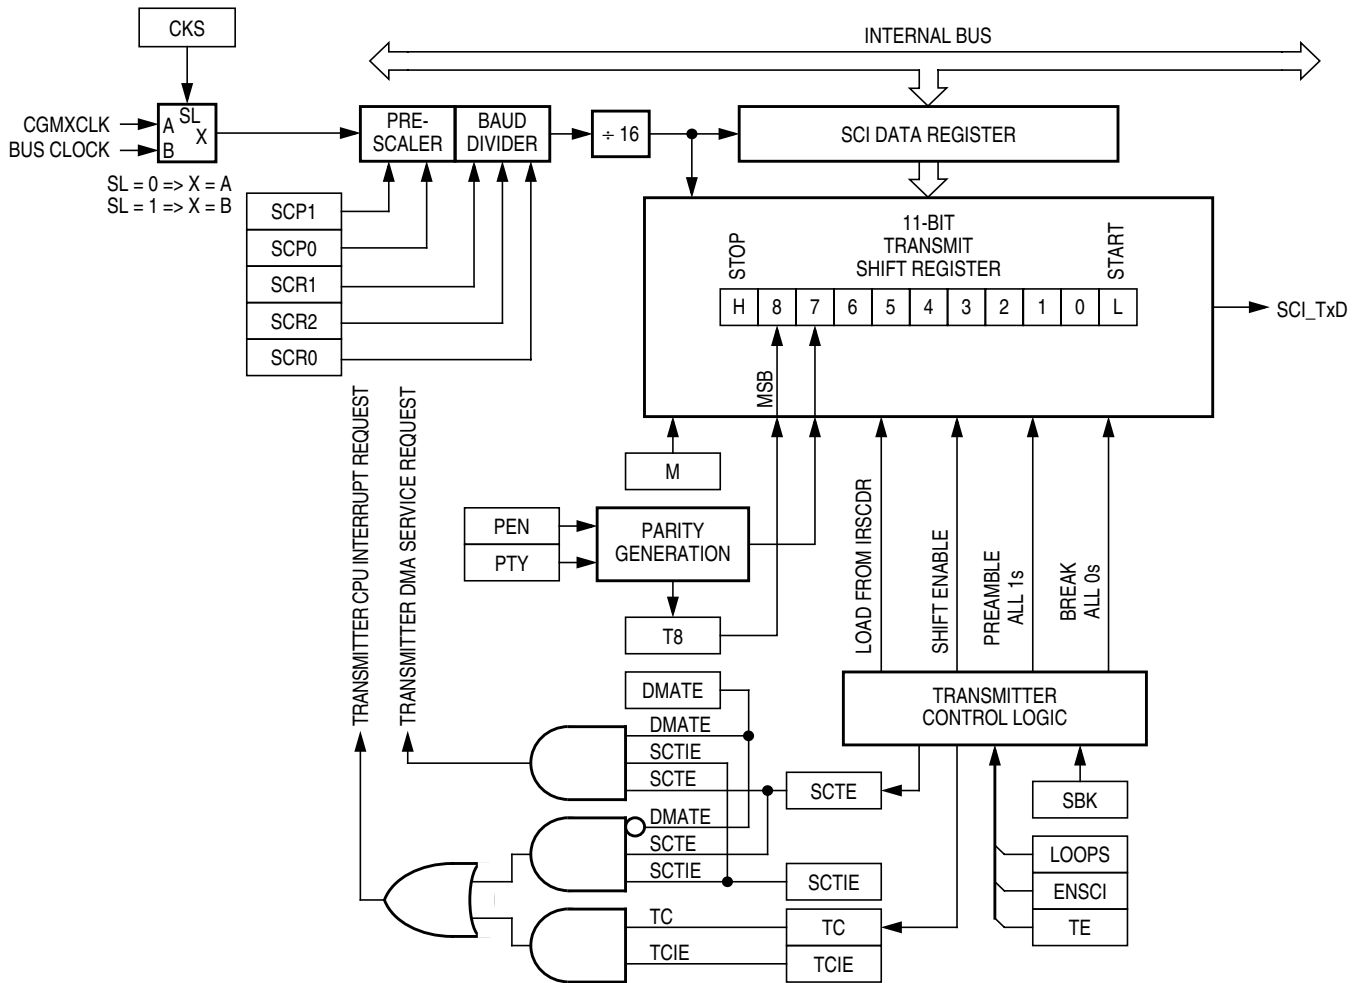 CKS
INTERNAL BUS
CGMXCLK
BUS CLOCK
A
SL
X
B
SL = 0 => X = A
SL = 1 => X = B
PRE-
SCALER
BAUD
DIVIDER
÷ 16
SCI DATA REGISTER
SCP1
SCP0
SCR1
SCR2
SCR0
11-BIT
TRANSMIT
SHIFT REGISTER
STOP
START
H 8 7 6 5 4 3 2 1 0 L
SCI_TxD
MSB
M
PEN
PTY
PARITY
GENERATION
T8
LOAD FROM IRSCDR
SHIFT ENABLE
PREAMBLE
ALL 1s
BREAK
ALL 0s
TRANSMITTER CPU INTERRUPT REQUEST
TRANSMITTER DMA SERVICE REQUEST
TRANSMITTER
CONTROL LOGIC
DMATE
DMATE
SCTIE
SCTE
SCTE
DMATE
SCTE
SCTIE
SCTIE
TC
TC
TCIE
TCIE
SBK
LOOPS
ENSCI
TE